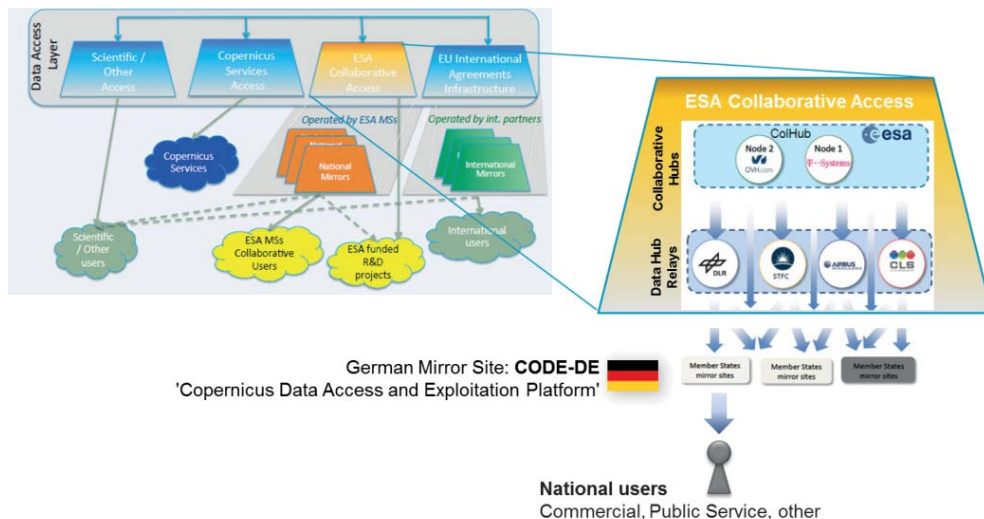 Data Access
Layer
Scientific /
Other
Access
Copernicus
Services
Access
ESA
Collaborative
Access
EU International
Agreements
Infrastructure
Operated by ESA MSs
Operated by int. partners
National
National
Mirrors
International
Mirrors
Copernicus
Services
Scientific /
Other
users
ESA MSs
Collaborative
Users
ESA funded
R&D
projects
International
users
ESA Collaborative Access
Collaborative
Hubs
ColHub
esa
Node 2
OVH.com
Node 1
T··Systems
Data Hub
Relays
DLR
STFC
AIRBUS
CLS
Member States
mirror sites
Member States
mirror sites
Member States
mirror sites
German Mirror Site: CODE-DE
'Copernicus Data Access and Exploitation Platform'
National users
Commercial, Public Service, other